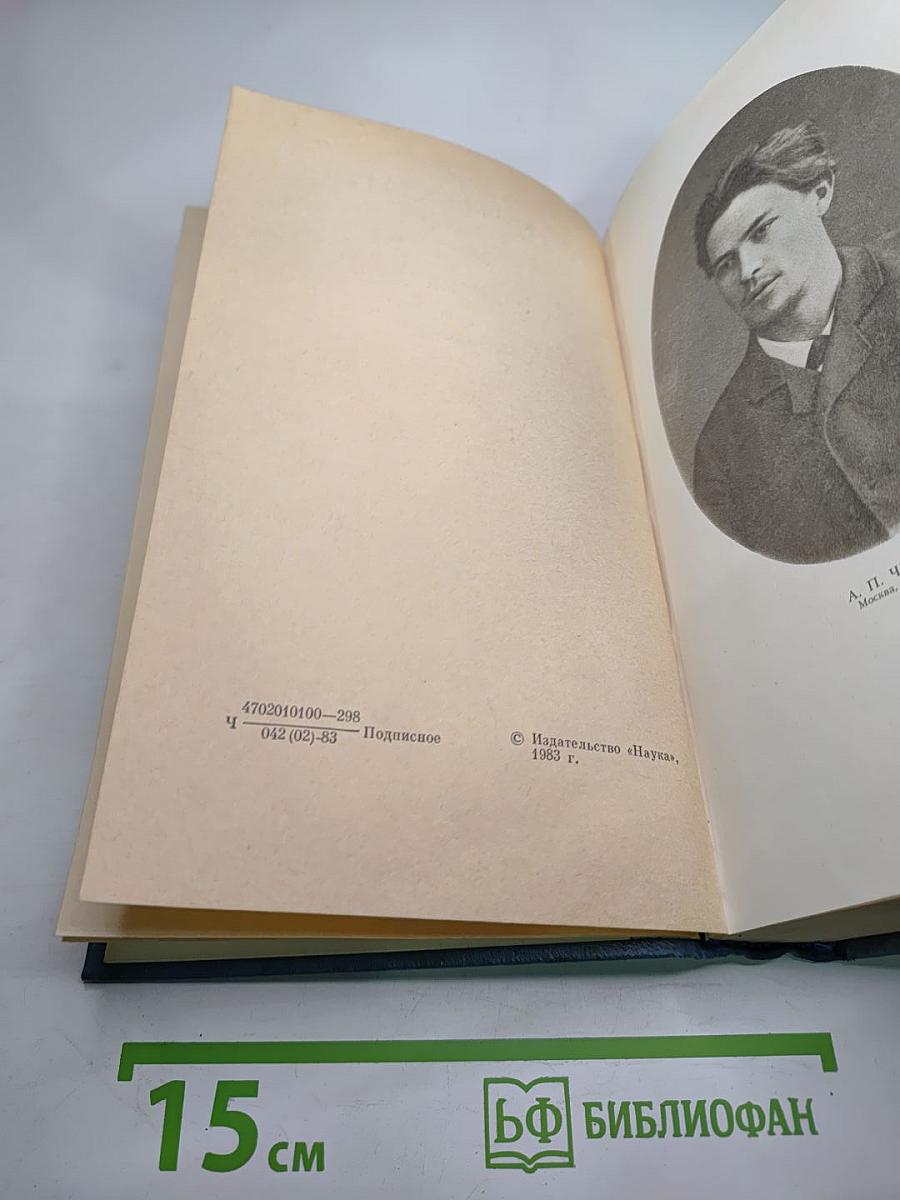 А. П. Ч
Москва,
4702010100—298
Ч
042 (02)-83
Подписное
© Издательство «Наука»,
1983 г.
15 см
БФ БИБЛИОФАН